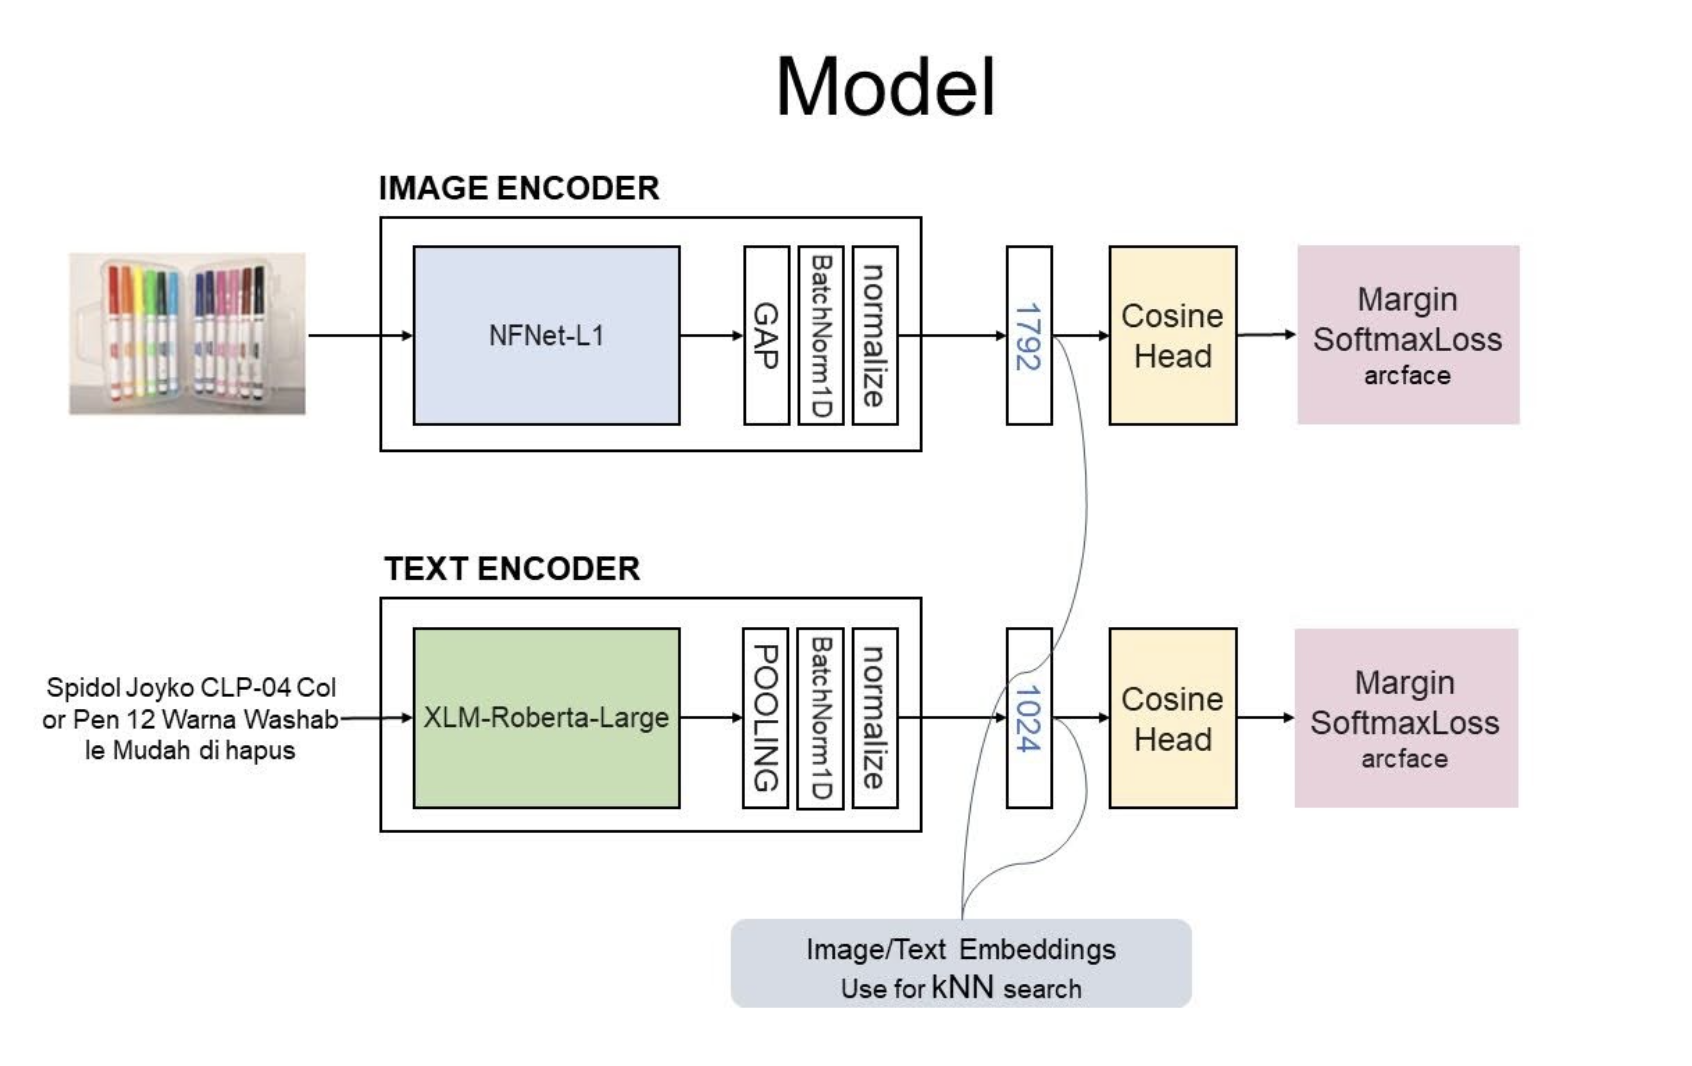 Model
IMAGE ENCODER
NFNet-L1
GAP
BatchNorm1D
normalize
1792
Cosine
Head
Margin
SoftmaxLoss
arcface
TEXT ENCODER
Spidol Joyko CLP-04 Col
or Pen 12 Warna Washab
le Mudah di hapus
XLM-Roberta-Large
POOLING
BatchNorm1D
normalize
1024
Cosine
Head
Margin
SoftmaxLoss
arcface
Image/Text Embeddings
Use for kNN search